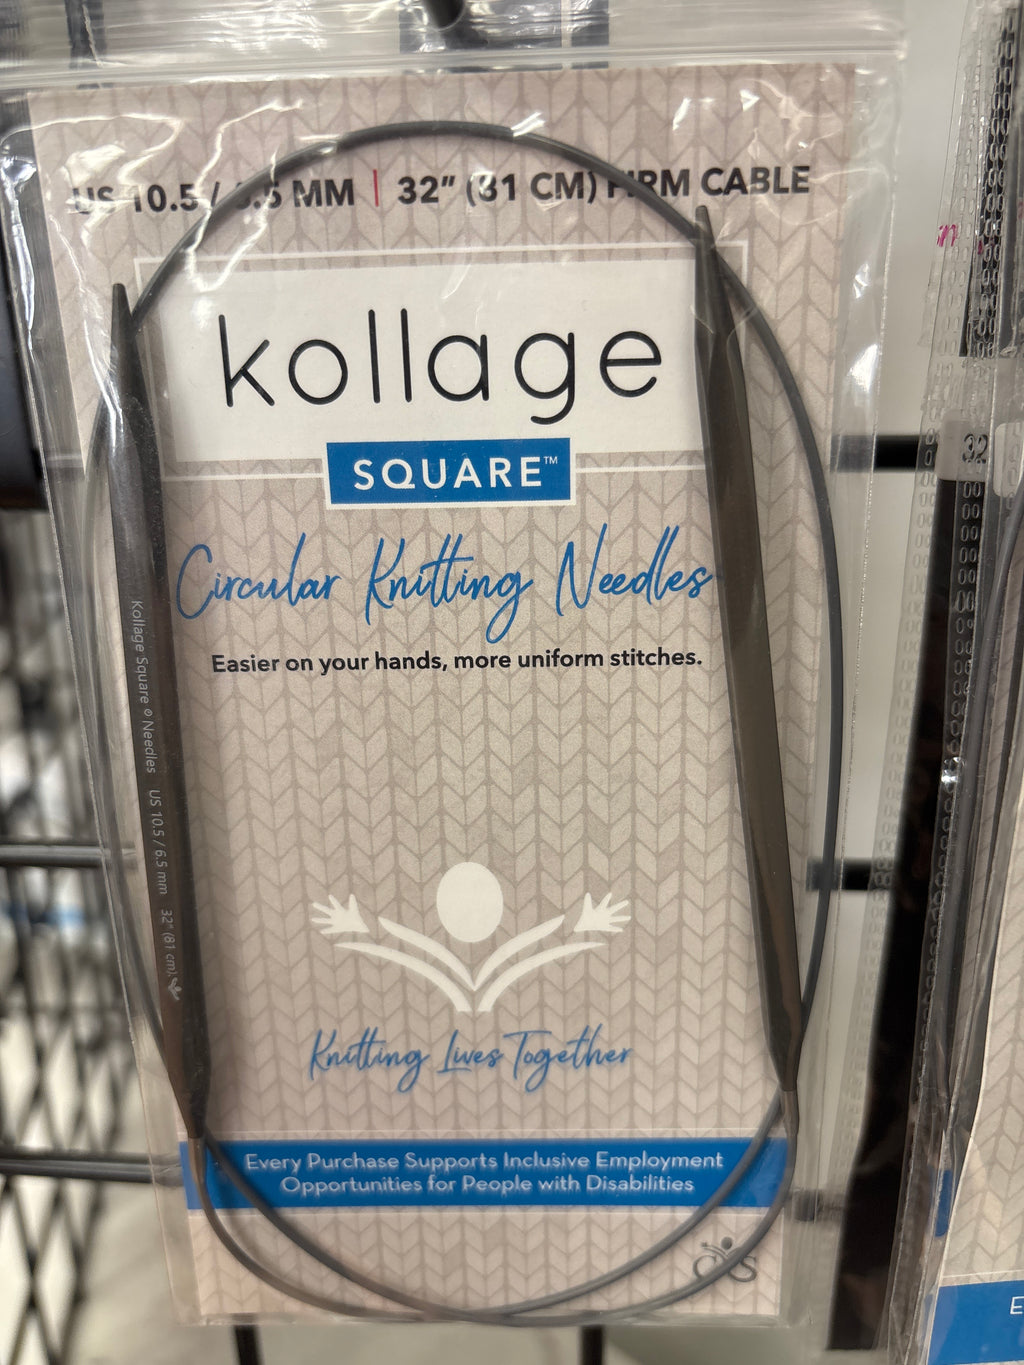 US 10.5 / 6.5 MM | 32" (81 CM) FIRM CABLE
kollage
SQUARE™
Circular Knitting Needles
Easier on your hands, more uniform stitches.
Kollage Square Needles US 10.5 / 6.5 mm 32" (81 cm)
Knitting Lives Together
Every Purchase Supports Inclusive Employment
Opportunities for People with Disabilities
32
E